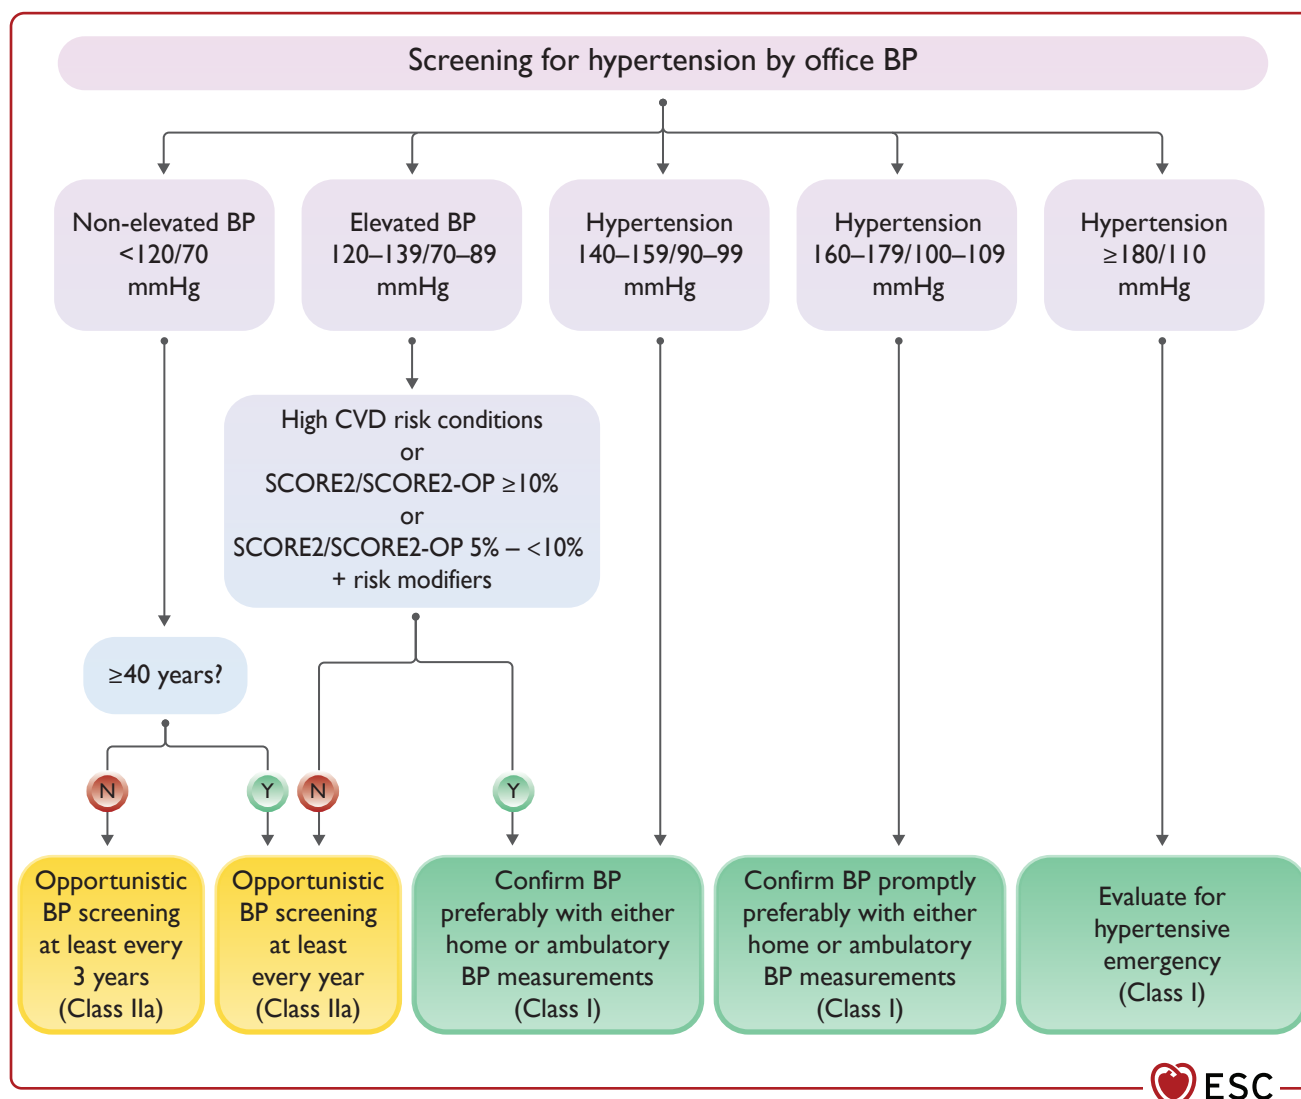 Screening for hypertension by office BP
Non-elevated BP
<120/70
mmHg
Elevated BP
120–139/70–89
mmHg
Hypertension
140–159/90–99
mmHg
Hypertension
160–179/100–109
mmHg
Hypertension
≥180/110
mmHg
High CVD risk conditions
or
SCORE2/SCORE2-OP ≥10%
or
SCORE2/SCORE2-OP 5% – <10%
+ risk modifiers
≥40 years?
N
Y
N
Y
Opportunistic
BP screening
at least every
3 years
(Class IIa)
Opportunistic
BP screening
at least
every year
(Class IIa)
Confirm BP
preferably with either
home or ambulatory
BP measurements
(Class I)
Confirm BP promptly
preferably with either
home or ambulatory
BP measurements
(Class I)
Evaluate for
hypertensive
emergency
(Class I)
ESC